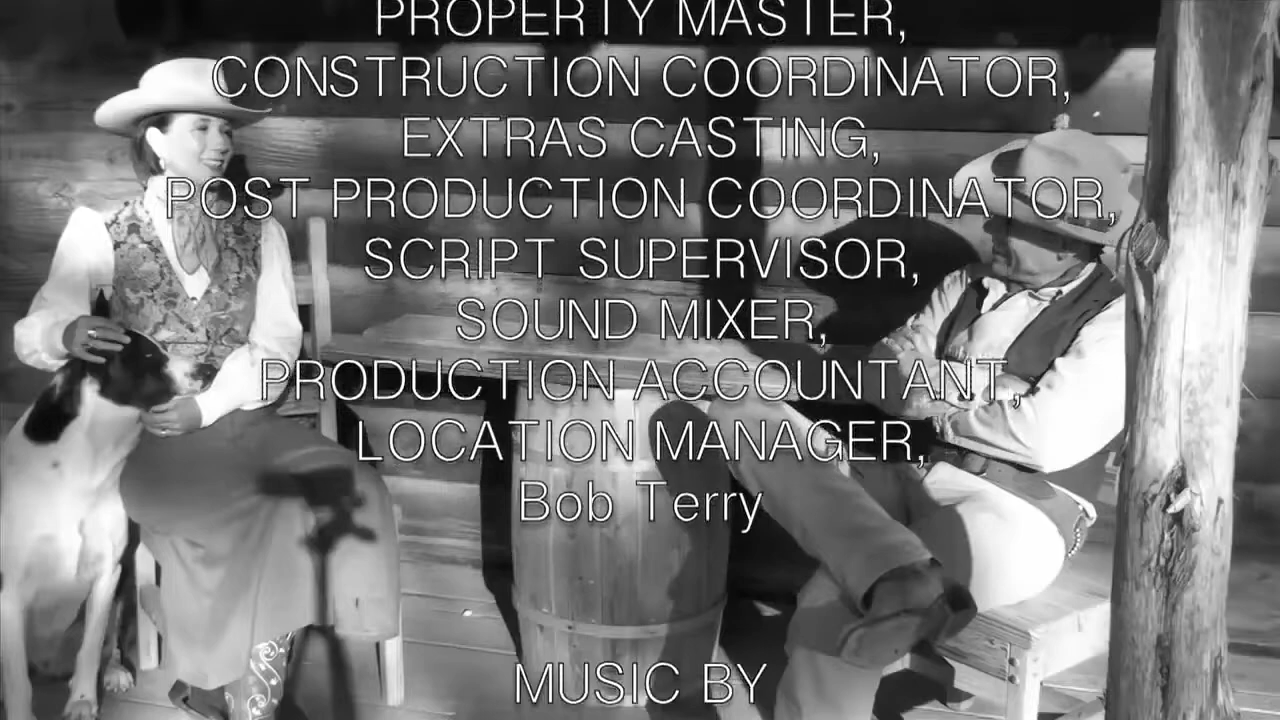 PROPERTY MASTER,
CONSTRUCTION COORDINATOR,
EXTRAS CASTING,
POST PRODUCTION COORDINATOR,
SCRIPT SUPERVISOR,
SOUND MIXER,
PRODUCTION ACCOUNTANT,
LOCATION MANAGER,
Bob Terry
MUSIC BY